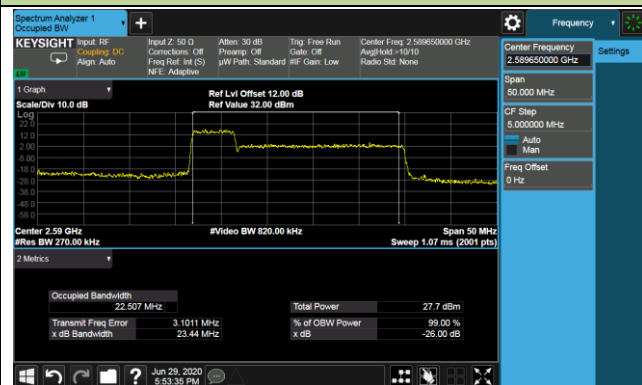 Spectrum Analyzer 1
Occupied BW
Frequency
KEYSIGHT
Input: RF
Coupling: DC
Align: Auto
Input Z: 50 Ω
Corrections: Off
Freq Ref: Int (S)
NFE: Adaptive
Atten: 30 dB
Preamp: Off
µW Path: Standard
Trig: Free Run
Gate: Off
#IF Gain: Low
Center Freq: 2.589650000 GHz
Avg|Hold:>10/10
Radio Std: None
Center Frequency
2.589650000 GHz
Settings
Span
50.000 MHz
CF Step
5.000000 MHz
Auto
Man
Freq Offset
0 Hz
1 Graph
Scale/Div 10.0 dB
Ref Lvl Offset 12.00 dB
Ref Value 32.00 dBm
Log
22.0
12.0
2.00
-8.00
-18.0
-28.0
-38.0
-48.0
-58.0
Center 2.59 GHz
#Res BW 270.00 kHz
#Video BW 820.00 kHz
Span 50 MHz
Sweep 1.07 ms (2001 pts)
2 Metrics
Occupied Bandwidth
22.507 MHz
Total Power 27.7 dBm
Transmit Freq Error 3.1011 MHz
% of OBW Power 99.00 %
x dB Bandwidth 23.44 MHz
x dB -26.00 dB
Jun 29, 2020
5:53:35 PM